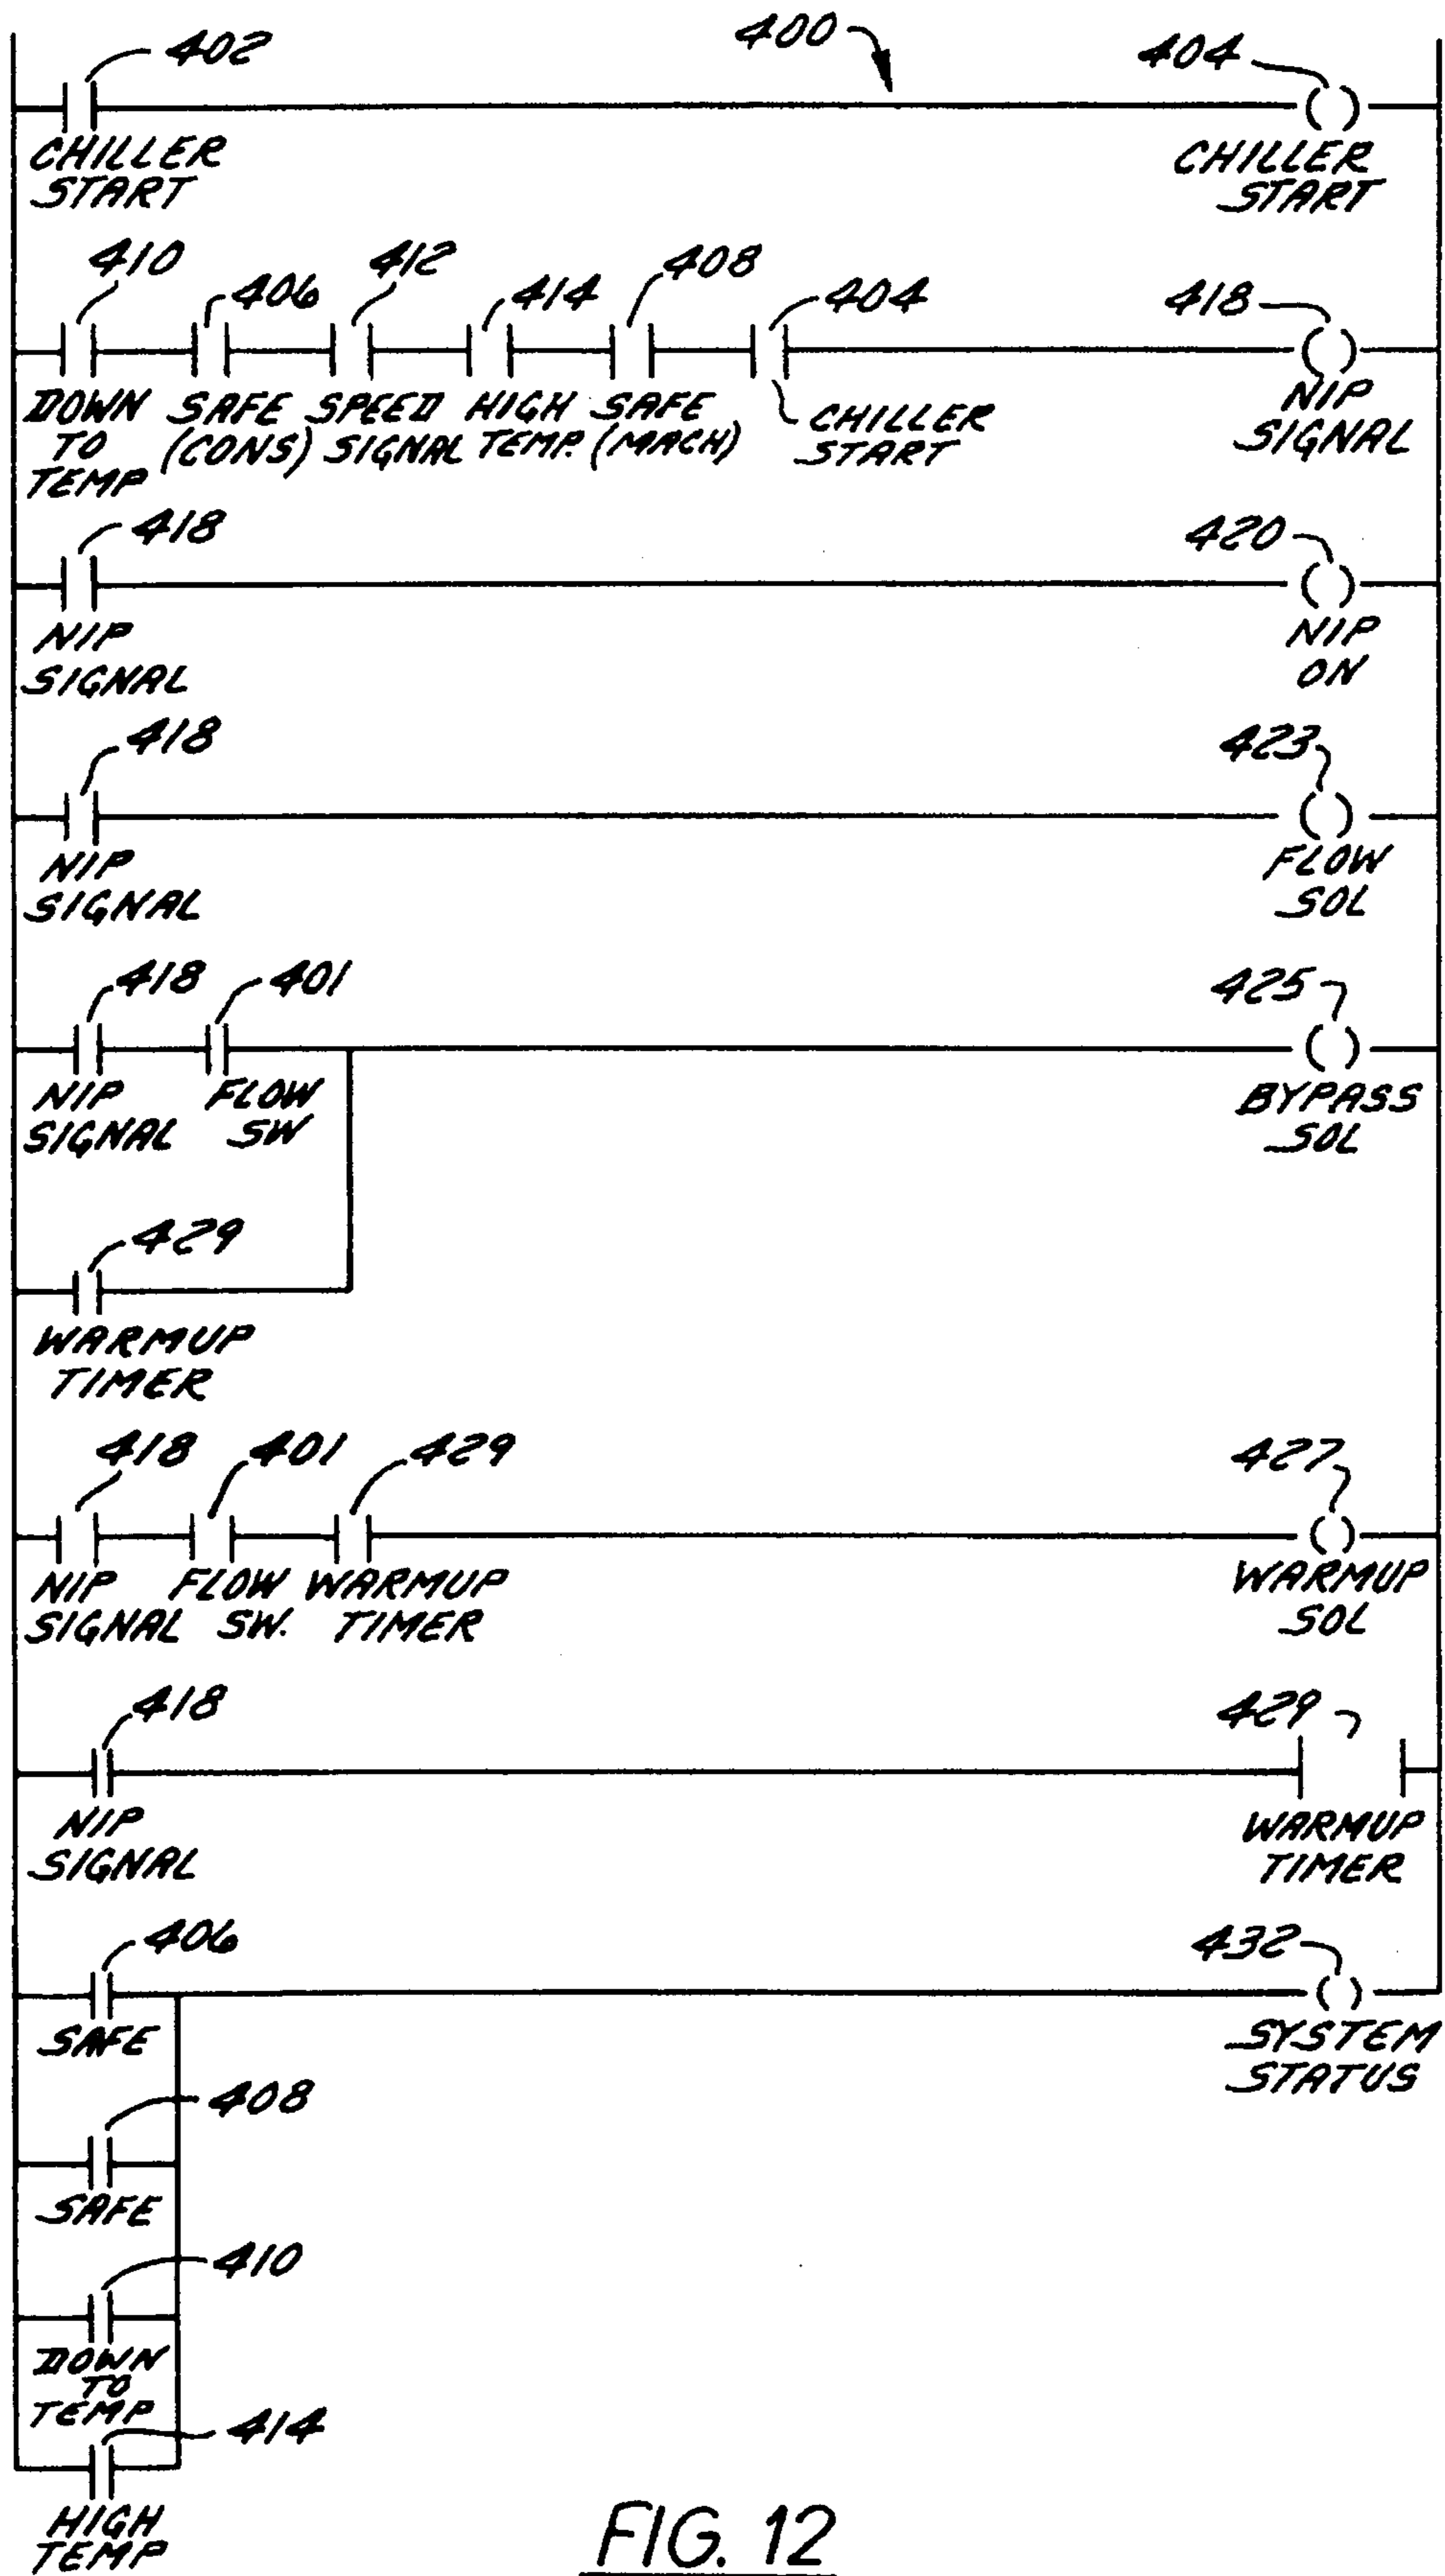 402
400
404
CHILLER
START
CHILLER
START
410
406
412
414
408
404
418
DOWN
TO
TEMP
SAFE
(CONS)
SPEED
SIGNAL
HIGH
TEMP.
SAFE
(MACH)
CHILLER
START
NIP
SIGNAL
418
420
NIP
SIGNAL
NIP
ON
418
423
NIP
SIGNAL
FLOW
SOL
418
401
425
NIP
SIGNAL
FLOW
SW
BYPASS
SOL
429
WARMUP
TIMER
418
401
429
427
NIP
SIGNAL
FLOW
SW.
WARMUP
TIMER
WARMUP
SOL
418
429
NIP
SIGNAL
WARMUP
TIMER
406
432
SAFE
SYSTEM
STATUS
408
SAFE
410
DOWN
TO
TEMP
414
HIGH
TEMP
FIG. 12